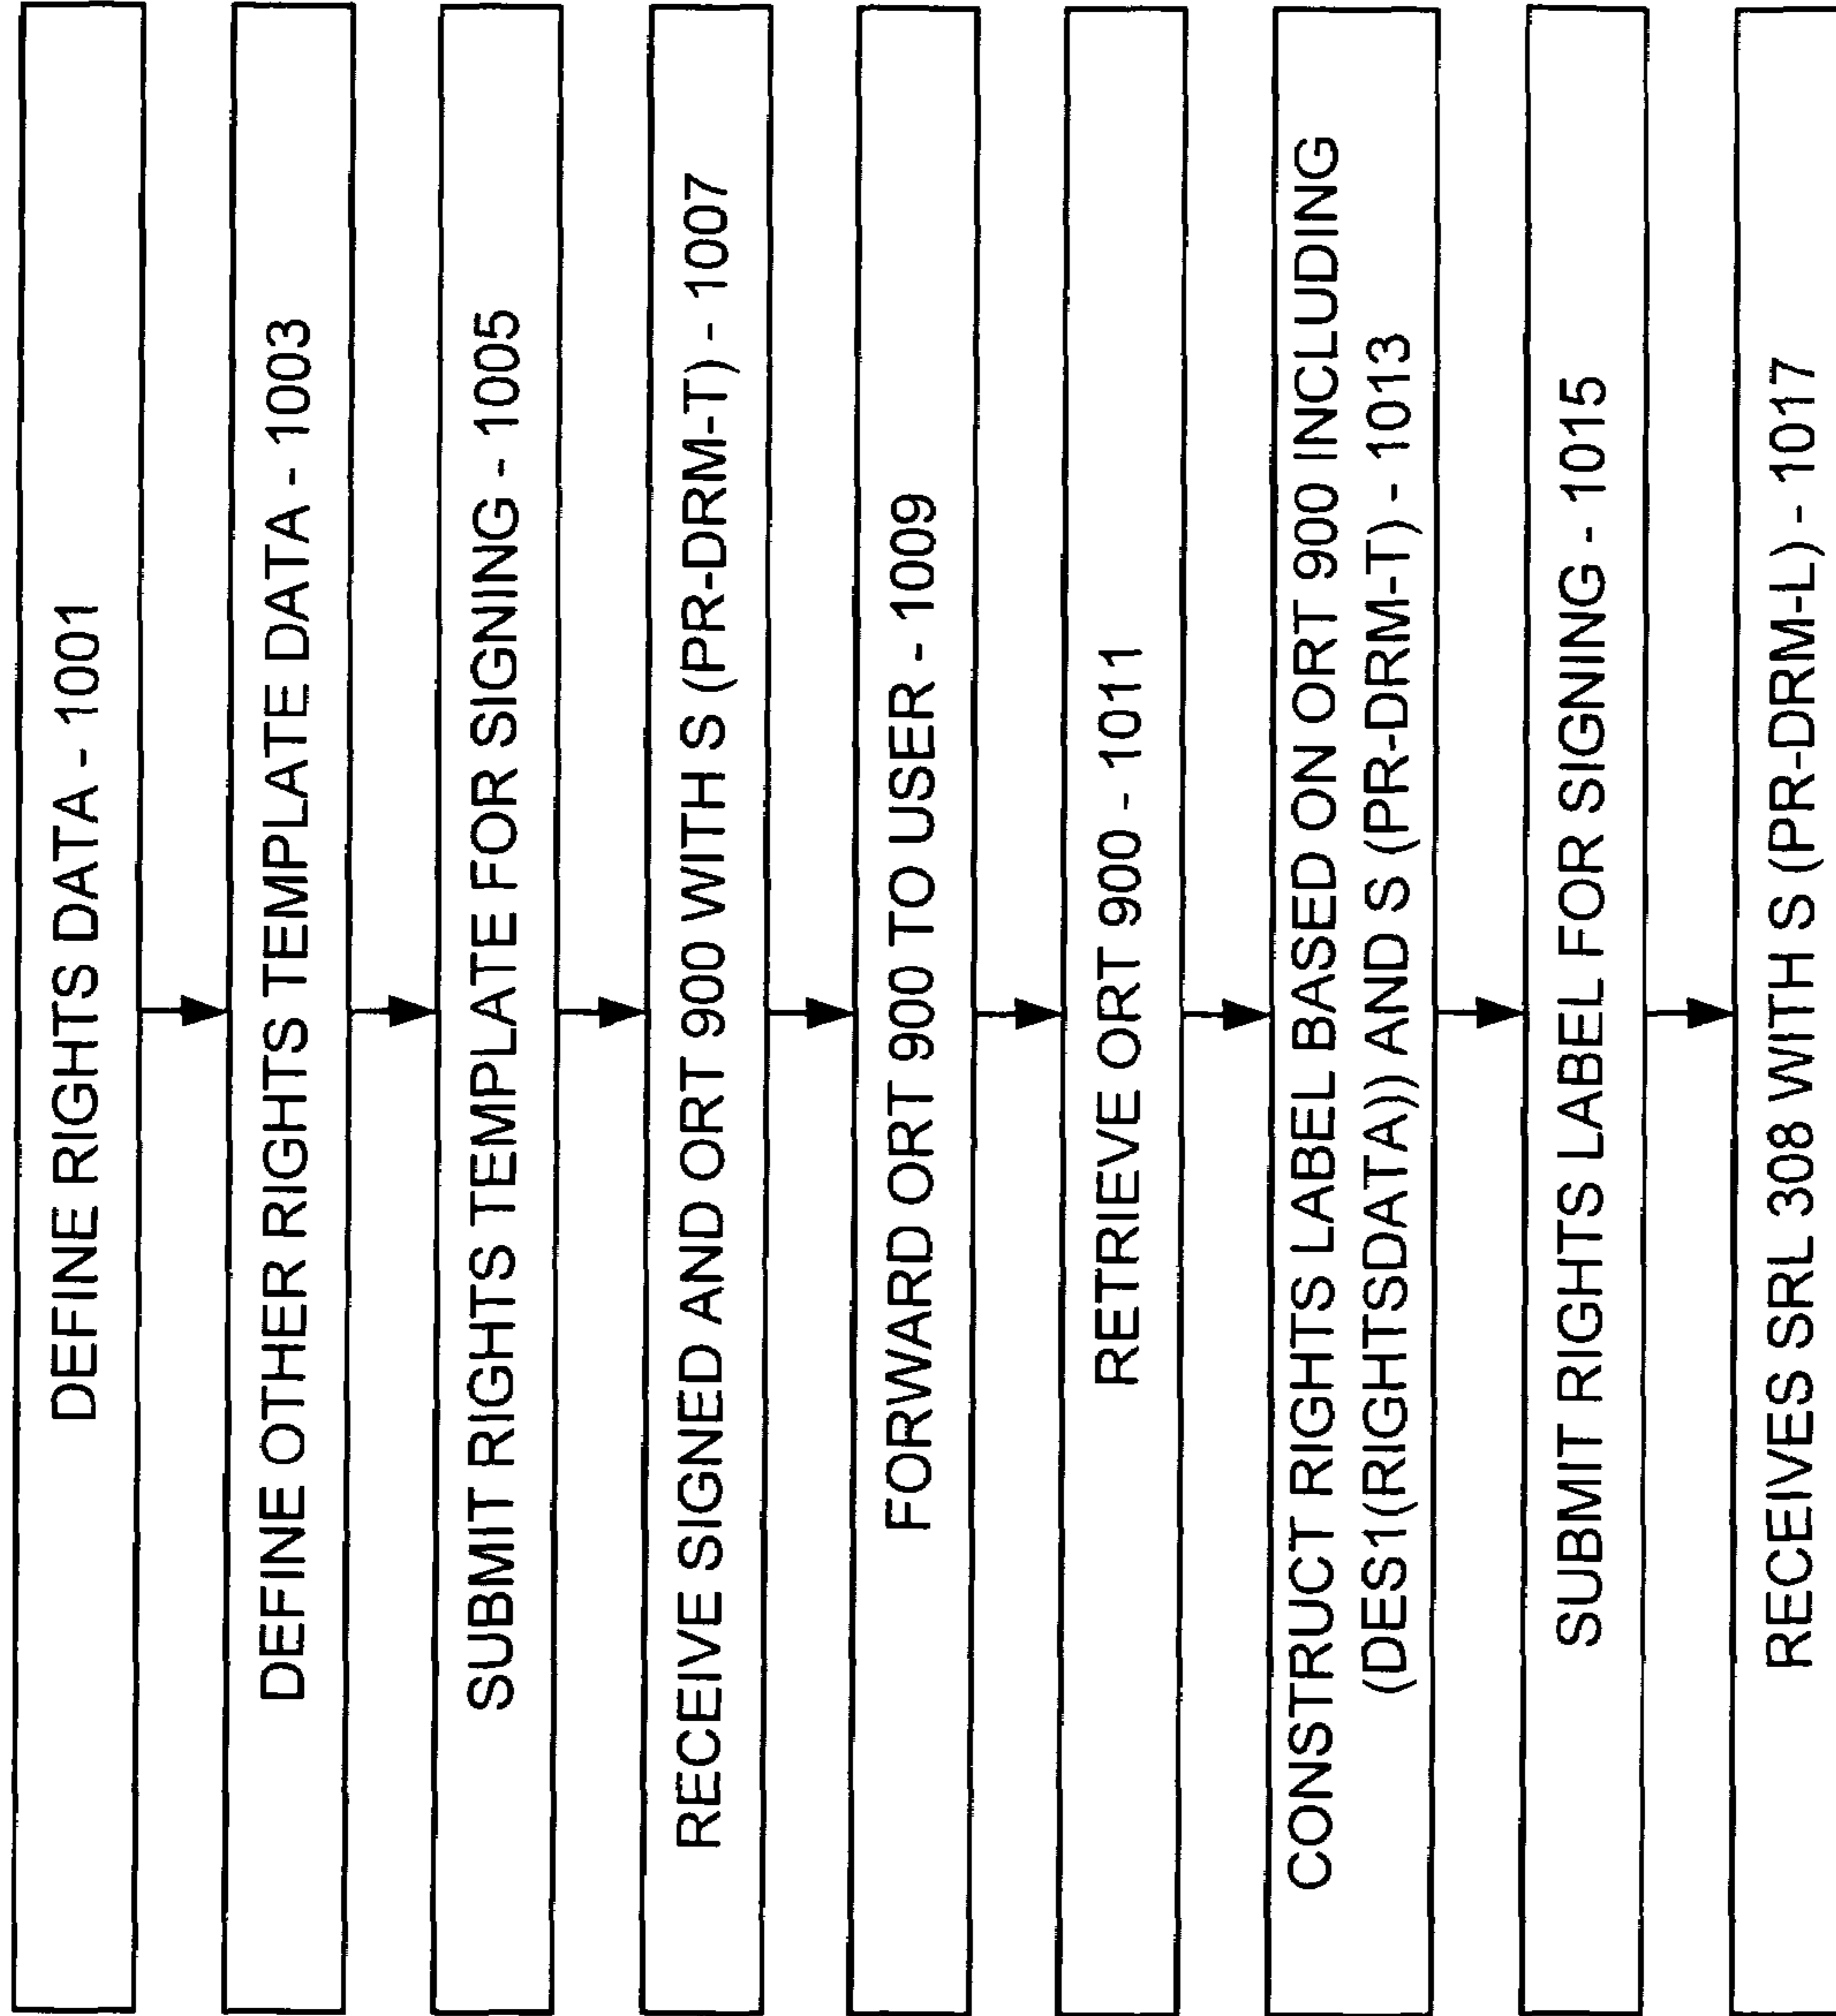 DEFINE RIGHTS DATA - 1001
DEFINE OTHER RIGHTS TEMPLATE DATA - 1003
SUBMIT RIGHTS TEMPLATE FOR SIGNING - 1005
RECEIVE SIGNED AND ORT 900 WITH S (PR-DRM-T) - 1007
FORWARD ORT 900 TO USER - 1009
RETRIEVE ORT 900 - 1011
CONSTRUCT RIGHTS LABEL BASED ON ORT 900 INCLUDING
(DES1(RIGHTSDATA)) AND S (PR-DRM-T) - 1013
SUBMIT RIGHTS LABEL FOR SIGNING - 1015
RECEIVES SRL 308 WITH S (PR-DRM-L) - 1017